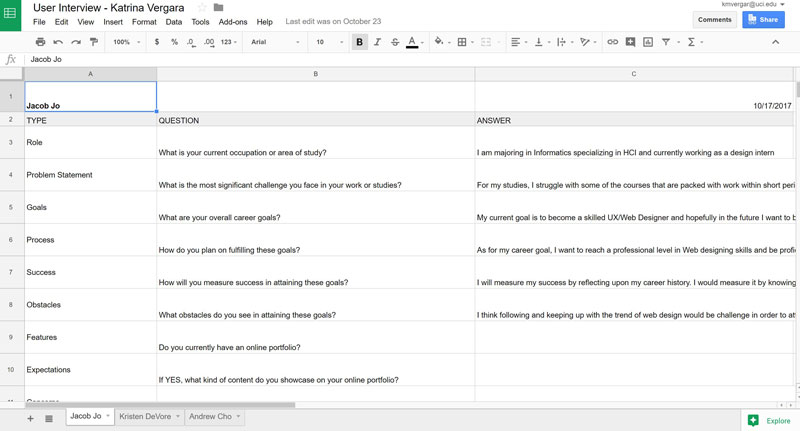 User Interview - Katrina Vergara
kmvergar@uci.edu
File Edit View Insert Format Data Tools Add-ons Help Last edit was on October 23
Comments Share
100% $ % .0 .00 123 Arial 10 B I S A
fx Jacob Jo
A B C
1 Jacob Jo 10/17/2017
2 TYPE QUESTION ANSWER
3 Role What is your current occupation or area of study? I am majoring in Informatics specializing in HCI and currently working as a design intern
4 Problem Statement What is the most significant challenge you face in your work or studies? For my studies, I struggle with some of the courses that are packed with work within short peri
5 Goals What are your overall career goals? My current goal is to become a skilled UX/Web Designer and hopefully in the future I want to b
6 Process How do you plan on fulfilling these goals? As for my career goal, I want to reach a professional level in Web designing skills and be profi
7 Success How will you measure success in attaining these goals? I will measure my success by reflecting upon my career history. I would measure it by knowing
8 Obstacles What obstacles do you see in attaining these goals? I think following and keeping up with the trend of web design would be challenge in order to at
9 Features Do you currently have an online portfolio?
10 Expectations If YES, what kind of content do you showcase on your online portfolio?
Jacob Jo Kristen DeVore Andrew Cho
Explore